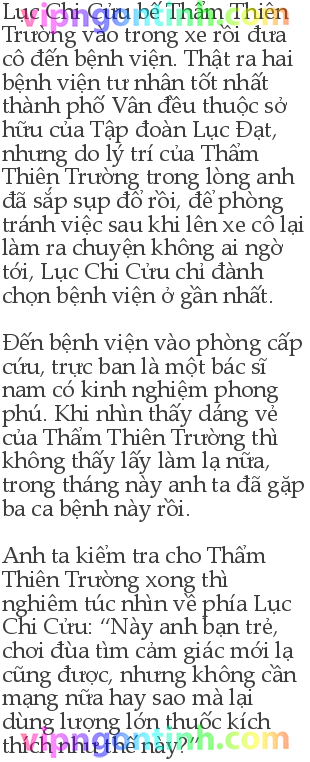 Lục Chi Cửu bế Thẩm Thiên
vipngontinh.com
Trường vào trong xe rồi đưa
cô đến bệnh viện. Thật ra hai
bệnh viện tư nhân tốt nhất
thành phố Vân đều thuộc sở
hữu của Tập đoàn Lục Đạt,
nhưng do lý trí của Thẩm
Thiên Trường trong lòng anh
đã sắp sụp đổ rồi, để phòng
tránh việc sau khi lên xe cô lại
làm ra chuyện không ai ngờ
tới, Lục Chi Cửu chỉ đành
chọn bệnh viện ở gần nhất.
Đến bệnh viện vào phòng cấp
cứu, trực ban là một bác sĩ
nam có kinh nghiệm phong
phú. Khi nhìn thấy dáng vẻ
của Thẩm Thiên Trường thì
không thấy lấy làm lạ nữa,
trong tháng này anh ta đã gặp
ba ca bệnh này rồi.
Anh ta kiểm tra cho Thẩm
Thiên Trường xong thì
nghiêm túc nhìn về phía Lục
Chi Cửu: “Này anh bạn trẻ,
chơi đùa tìm cảm giác mới lạ
cũng được, nhưng không cần
mạng nữa hay sao mà lại
dùng lượng lớn thuốc kích
thích như thế này?”
vipngontinh.com